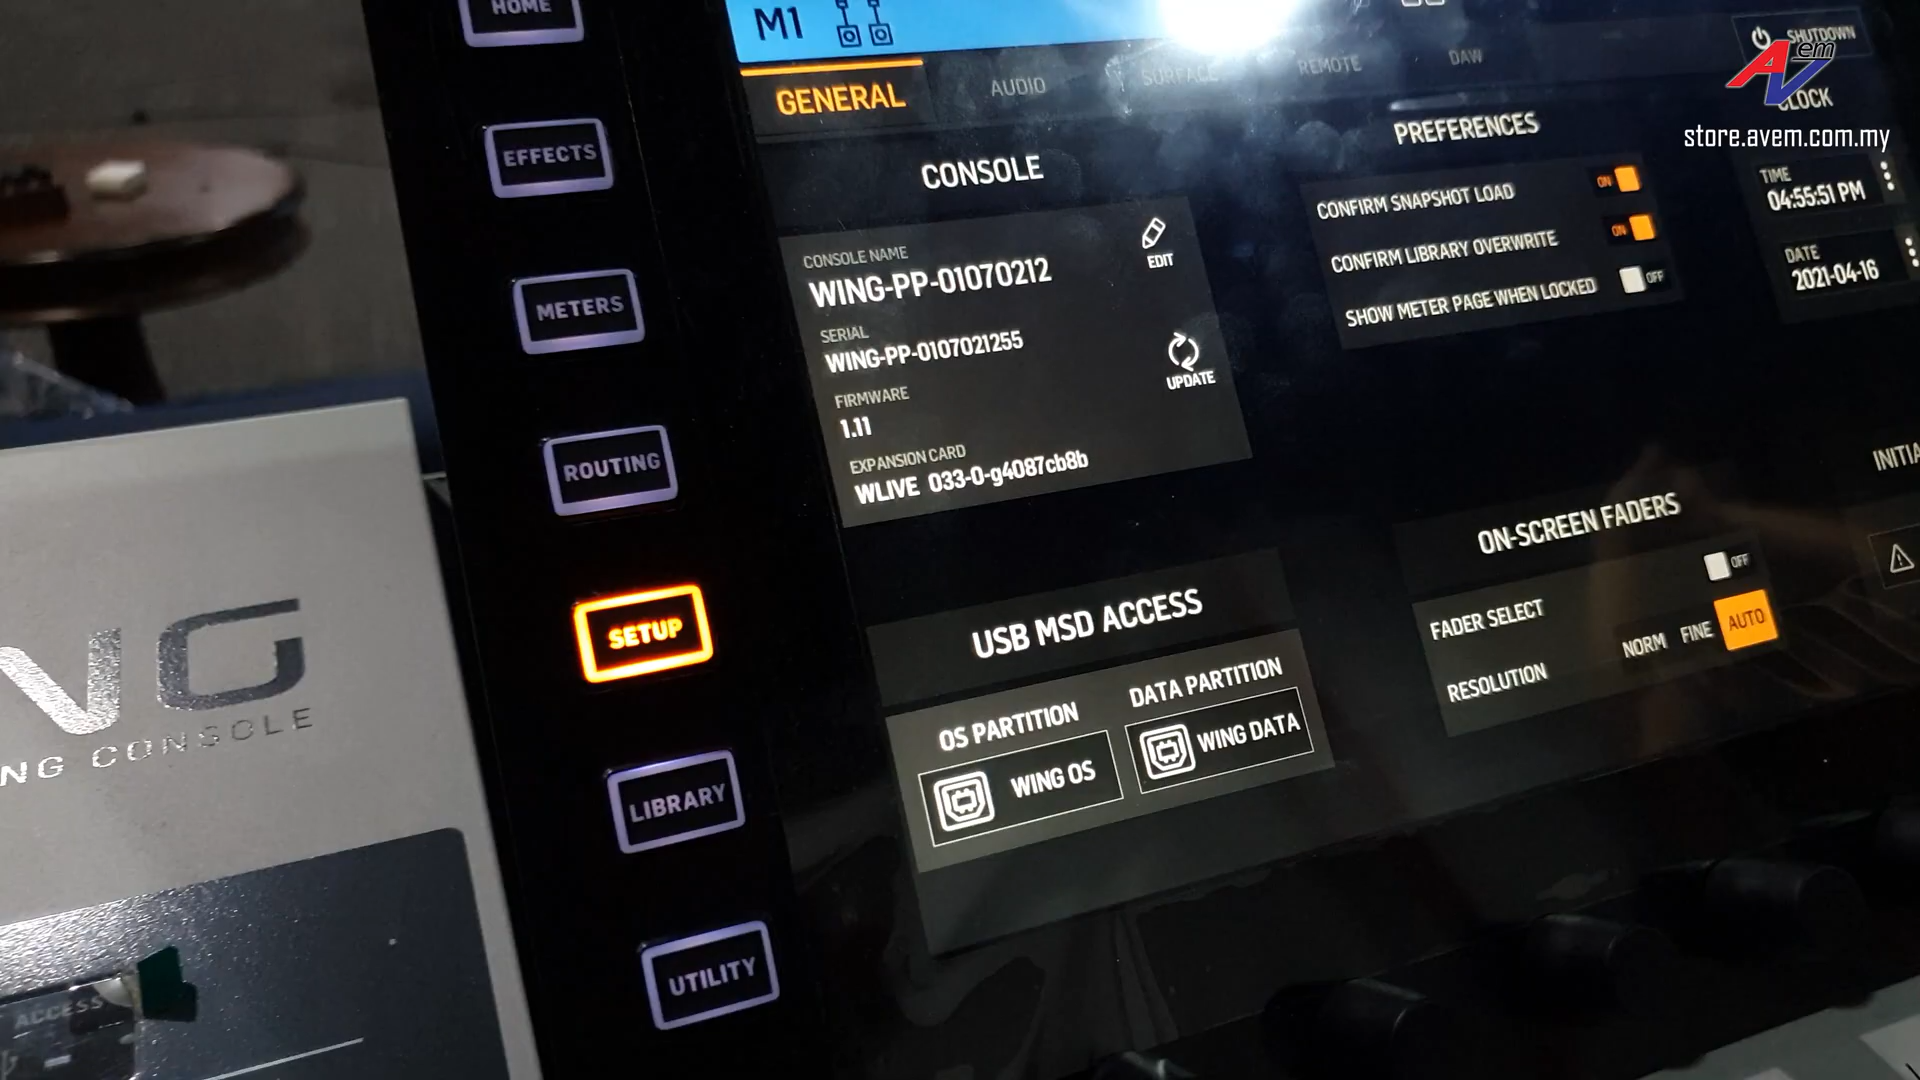 HOME
EFFECTS
METERS
ROUTING
SETUP
LIBRARY
UTILITY
M1
GENERAL
AUDIO
SURFACE
REMOTE
DAW
SHUTDOWN
AVem
store.avem.com.my
CONSOLE
CONSOLE NAME
WING-PP-01070212
EDIT
SERIAL
WING-PP-0107021255
UPDATE
FIRMWARE
1.11
EXPANSION CARD
WLIVE 033-0-g4087cb8b
PREFERENCES
CONFIRM SNAPSHOT LOAD
ON
CONFIRM LIBRARY OVERWRITE
ON
SHOW METER PAGE WHEN LOCKED
OFF
CLOCK
TIME
04:55:51 PM
DATE
2021-04-16
USB MSD ACCESS
OS PARTITION
WING OS
DATA PARTITION
WING DATA
ON-SCREEN FADERS
FADER SELECT
OFF
RESOLUTION
NORM
FINE
AUTO
INITIA
NG
NG CONSOLE
ACCESS